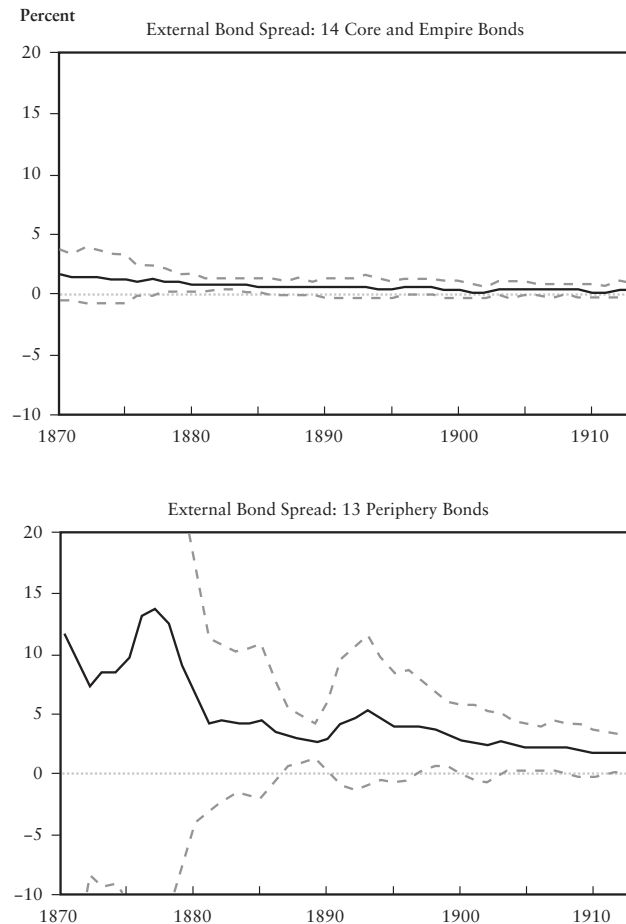 Percent
External Bond Spread: 14 Core and Empire Bonds
20
15
10
5
0
–5
–10
1870 1880 1890 1900 1910
External Bond Spread: 13 Periphery Bonds
20
15
10
5
0
–5
–10
1870 1880 1890 1900 1910